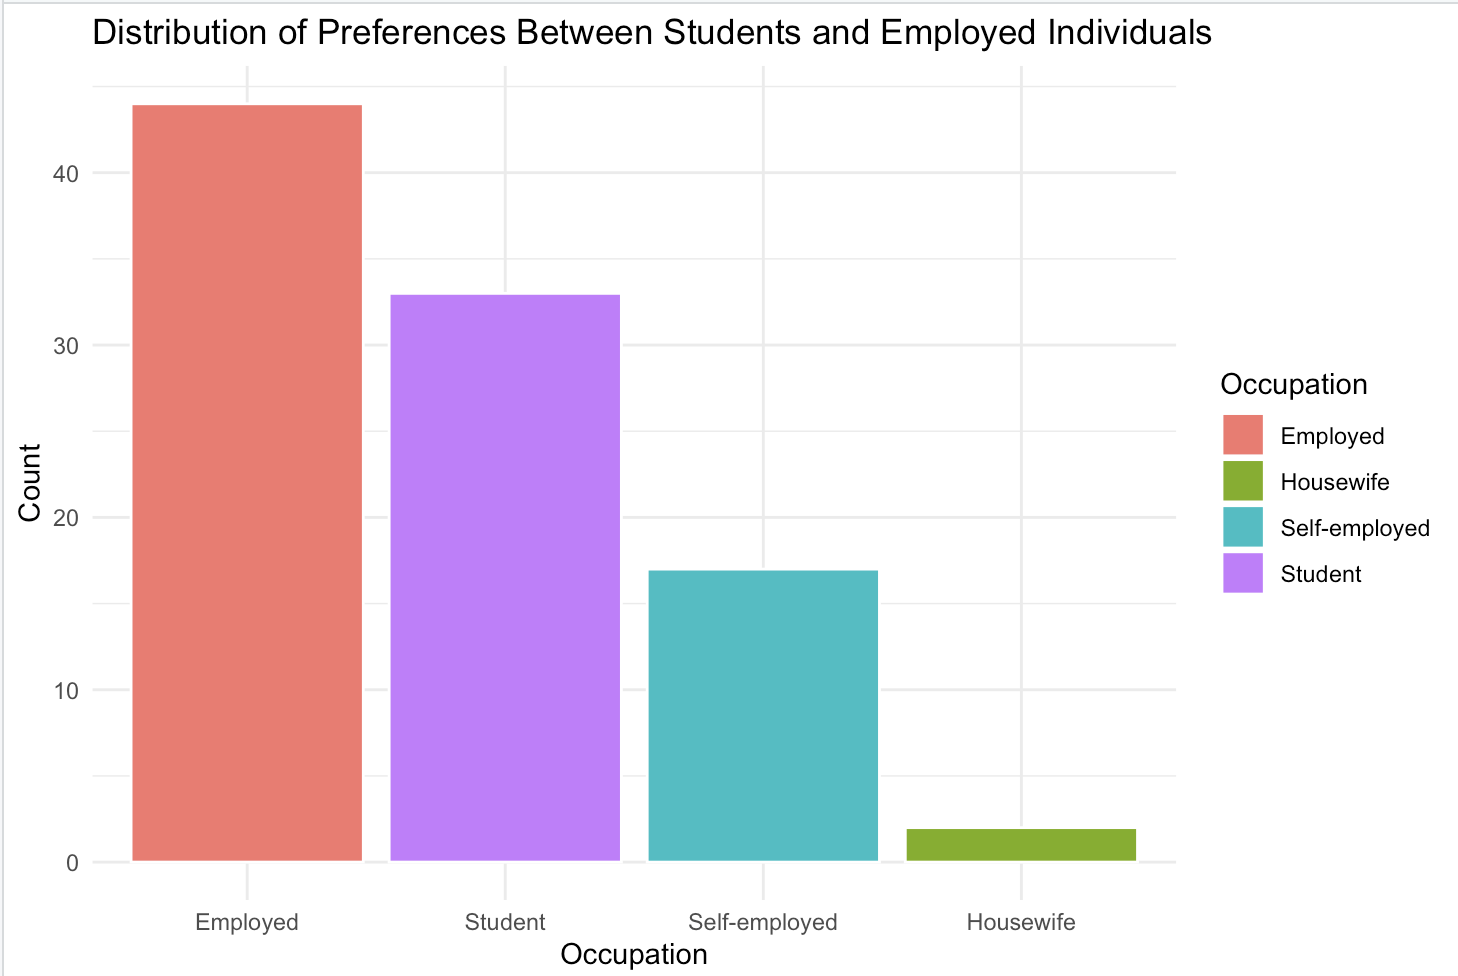 Distribution of Preferences Between Students and Employed Individuals
Count
40
30
20
10
0
Employed
Student
Self-employed
Housewife
Occupation
Occupation
Employed
Housewife
Self-employed
Student